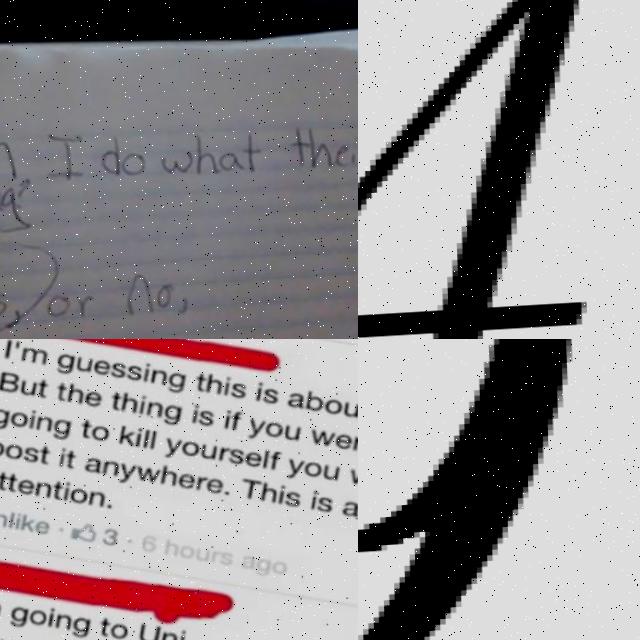 I do what the
or no,
I'm guessing this is abou
But the thing is if you wer
going to kill yourself you w
post it anywhere. This is a
ttention.
nlike · 3 · 6 hours ago
going to Uni